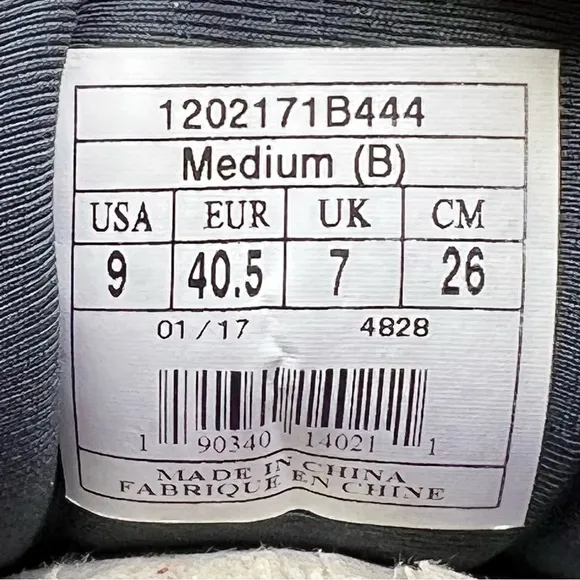 1202171B444
Medium (B)
USA EUR UK CM
9 40.5 7 26
01/17 4828
1 90340 14021 1
MADE IN CHINA
FABRIQUE EN CHINE